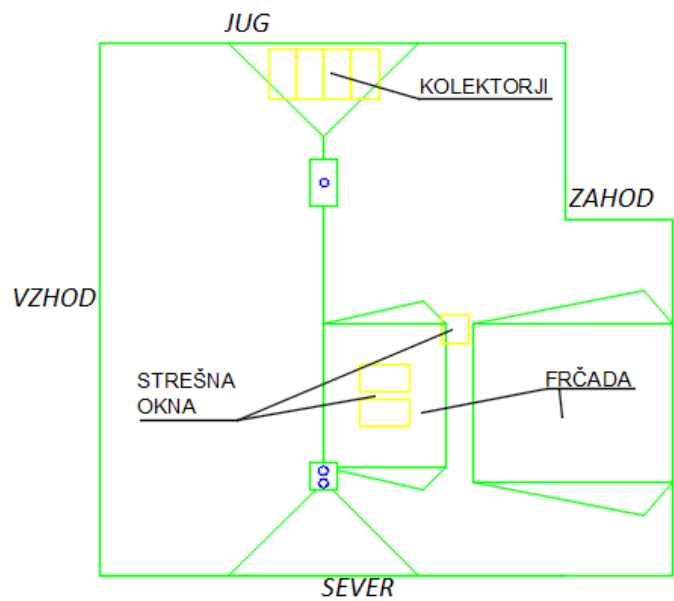 JUG
KOLEKTORJI
ZAHOD
VZHOD
STREŠNA
OKNA
FRČADA
SEVER